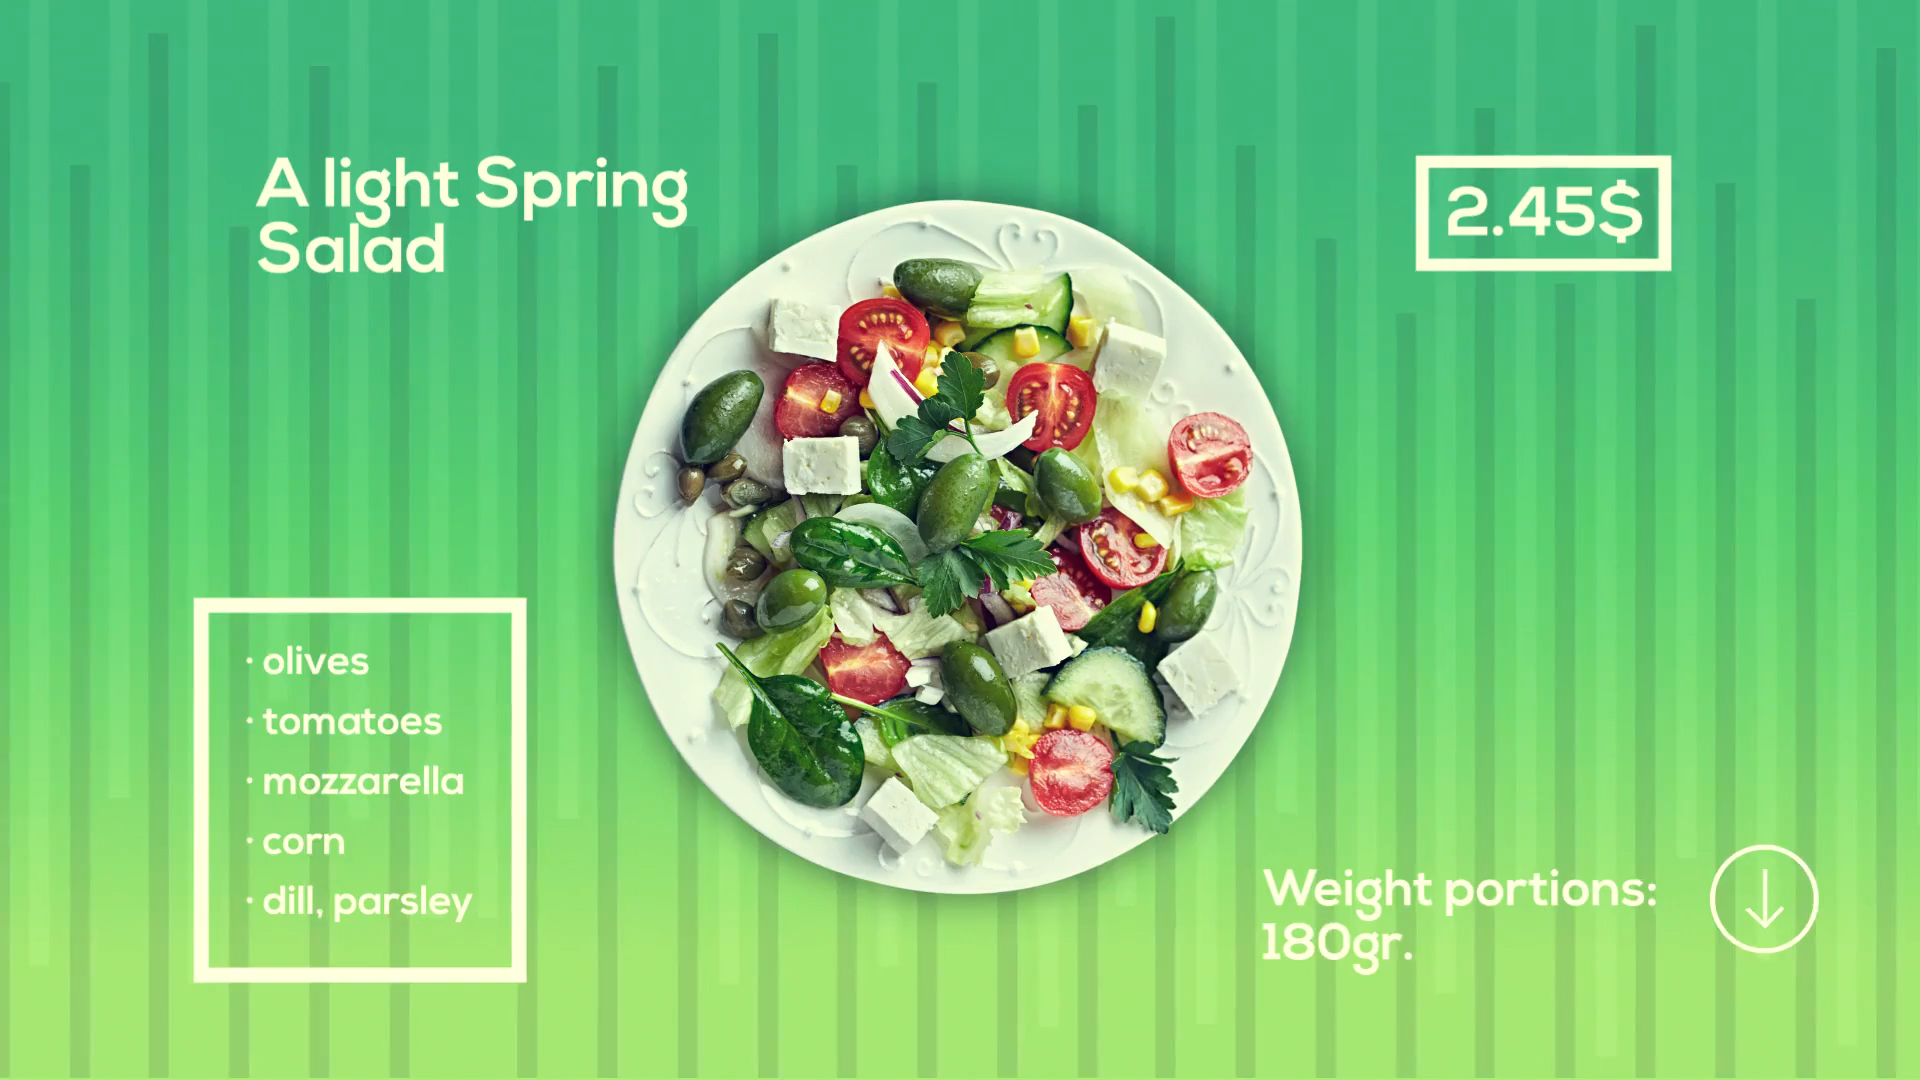 A light Spring
Salad
2.45$
· olives
· tomatoes
· mozzarella
· corn
· dill, parsley
Weight portions:
180gr.